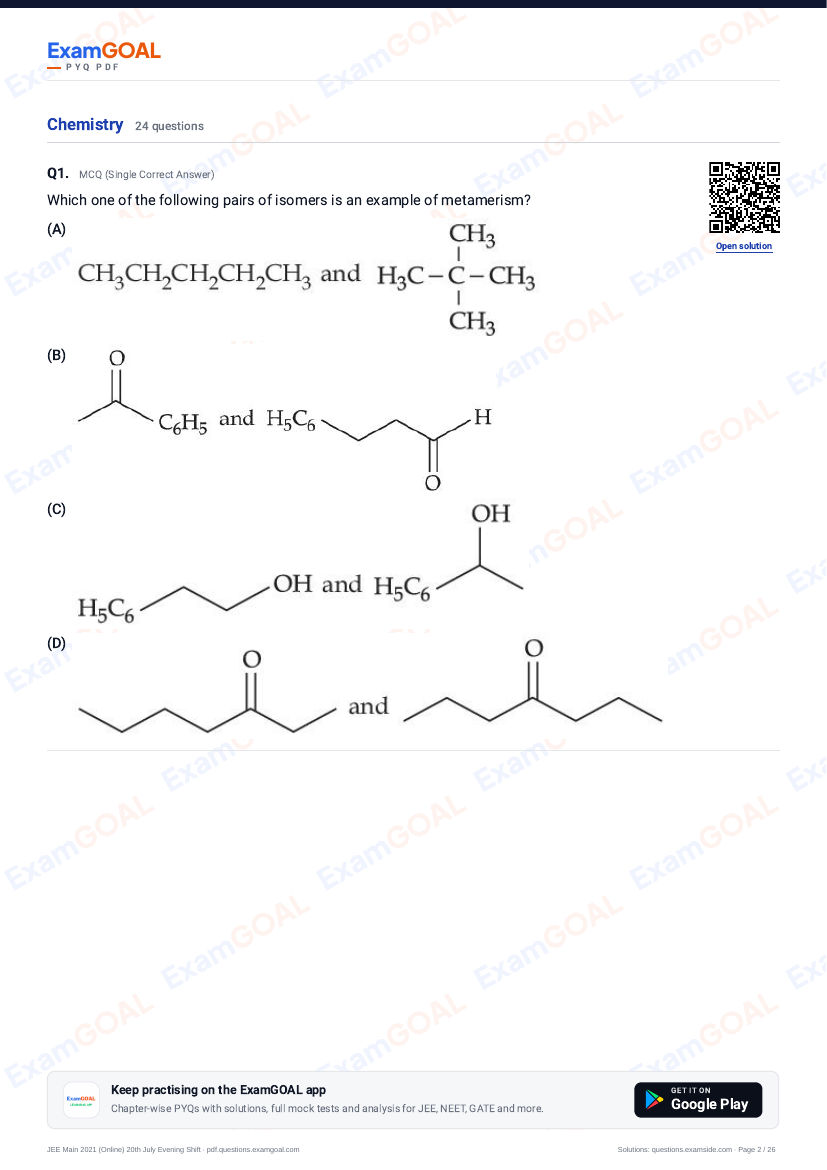 ExamGOAL
PYQ PDF
Chemistry 24 questions
Q1. MCQ (Single Correct Answer)
Which one of the following pairs of isomers is an example of metamerism?
Open solution
(A)
CH3
CH3CH2CH2CH2CH3 and H3C – C – CH3
CH3
(B)
O
C6H5 and H5C6
H
O
(C)
OH
H5C6
OH and H5C6
(D)
O
O
and
ExamGOAL
Keep practising on the ExamGOAL app
Chapter-wise PYQs with solutions, full mock tests and analysis for JEE, NEET, GATE and more.
GET IT ON
Google Play
JEE Main 2021 (Online) 20th July Evening Shift · pdf.questions.examgoal.com
Solutions: questions.examside.com · Page 2 / 26